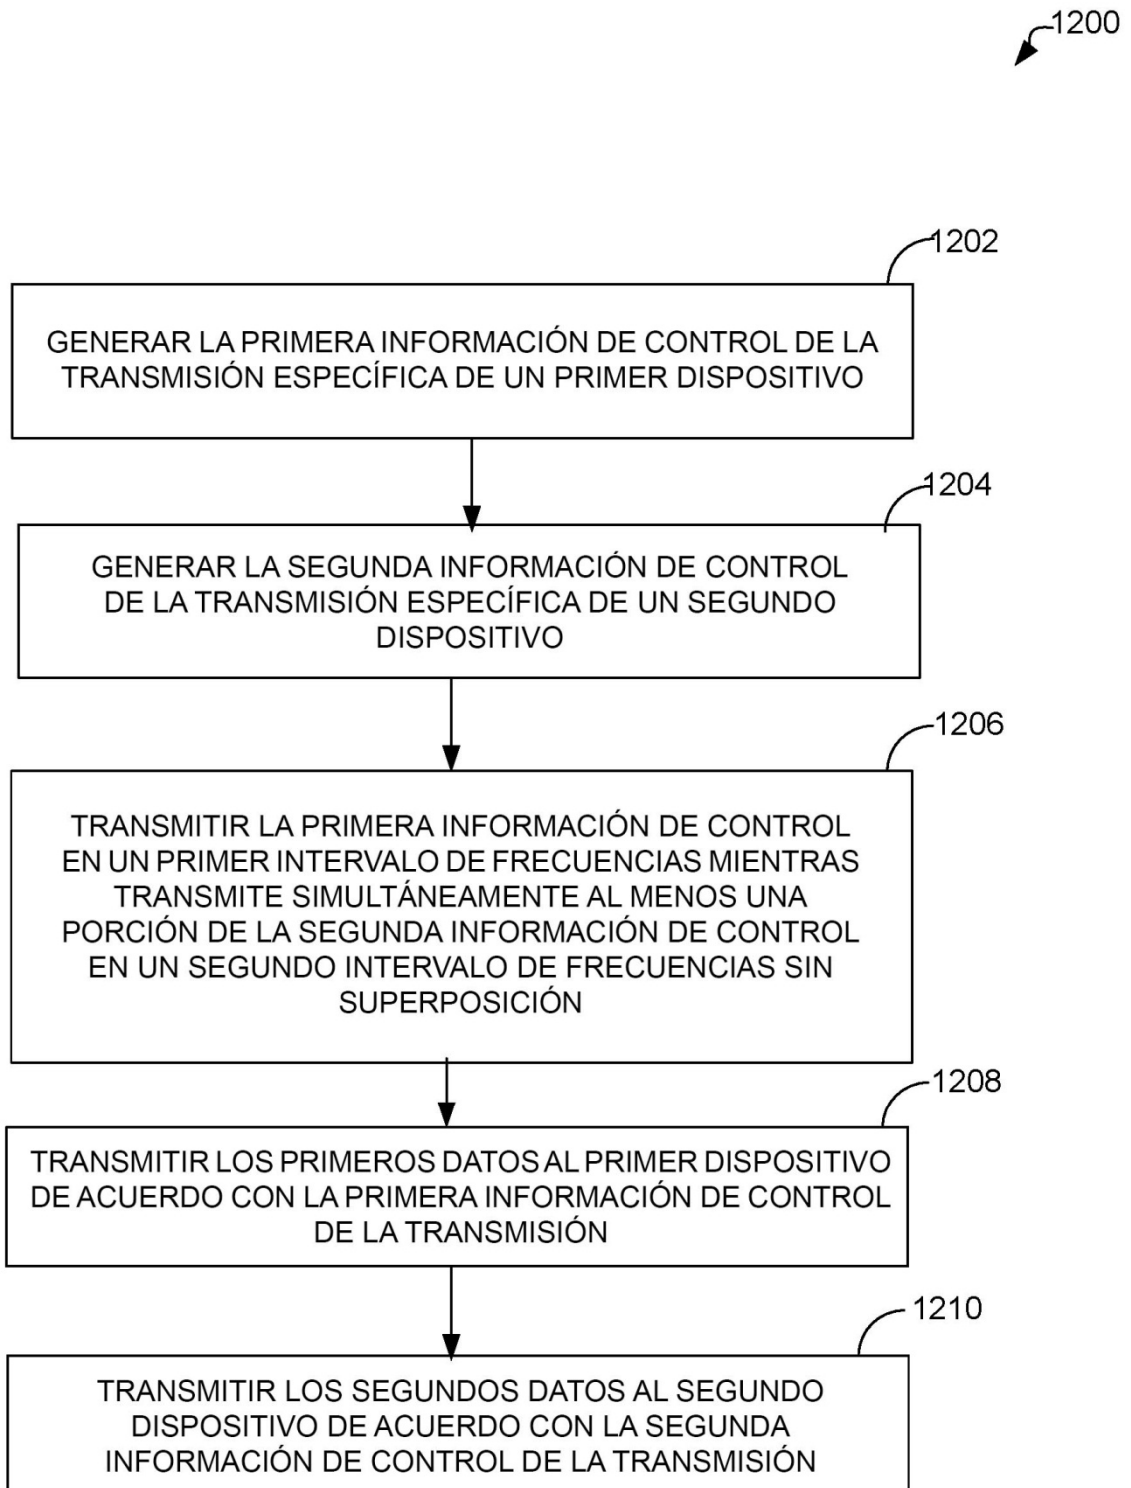 1200
1202
GENERAR LA PRIMERA INFORMACIÓN DE CONTROL DE LA
TRANSMISIÓN ESPECÍFICA DE UN PRIMER DISPOSITIVO
1204
GENERAR LA SEGUNDA INFORMACIÓN DE CONTROL
DE LA TRANSMISIÓN ESPECÍFICA DE UN SEGUNDO
DISPOSITIVO
1206
TRANSMITIR LA PRIMERA INFORMACIÓN DE CONTROL
EN UN PRIMER INTERVALO DE FRECUENCIAS MIENTRAS
TRANSMITE SIMULTÁNEAMENTE AL MENOS UNA
PORCIÓN DE LA SEGUNDA INFORMACIÓN DE CONTROL
EN UN SEGUNDO INTERVALO DE FRECUENCIAS SIN
SUPERPOSICIÓN
1208
TRANSMITIR LOS PRIMEROS DATOS AL PRIMER DISPOSITIVO
DE ACUERDO CON LA PRIMERA INFORMACIÓN DE CONTROL
DE LA TRANSMISIÓN
1210
TRANSMITIR LOS SEGUNDOS DATOS AL SEGUNDO
DISPOSITIVO DE ACUERDO CON LA SEGUNDA
INFORMACIÓN DE CONTROL DE LA TRANSMISIÓN